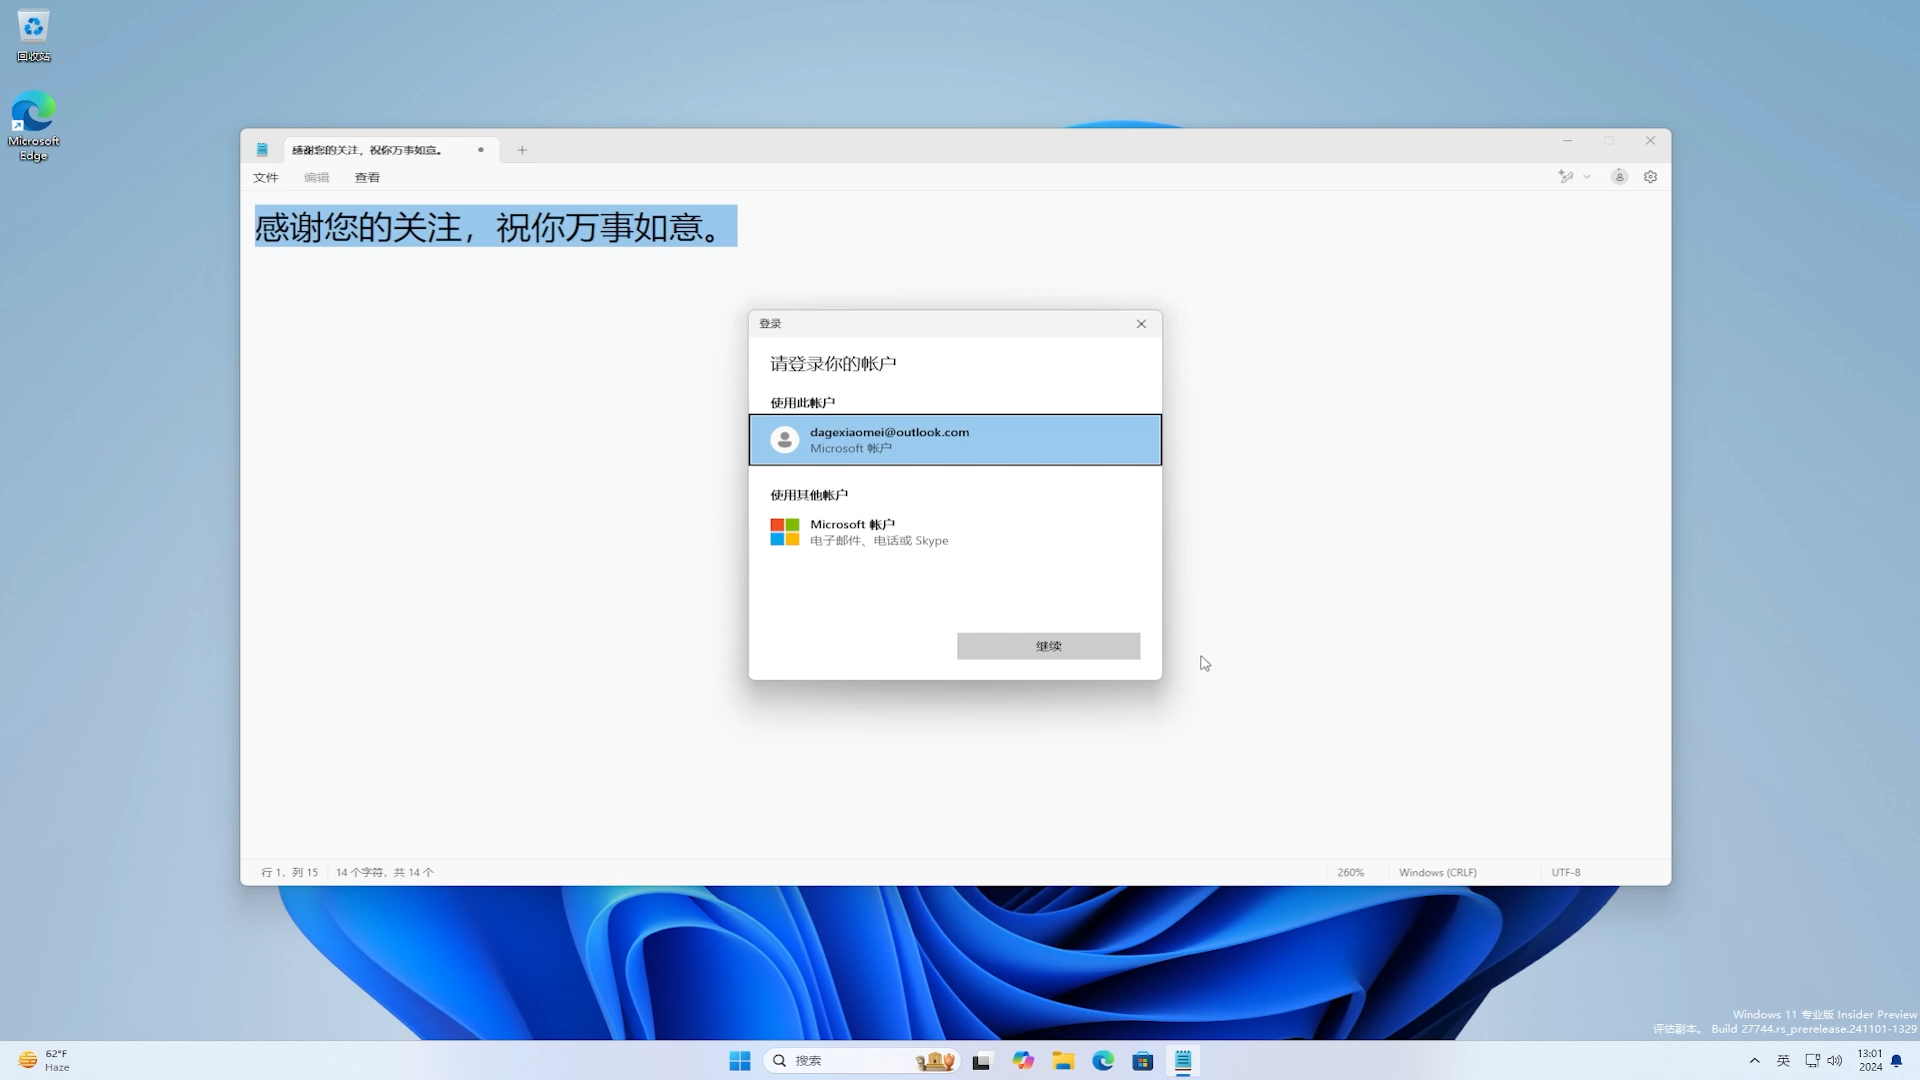 回收站
Microsoft
Edge
感谢您的关注，祝你万事如意。
文件 编辑 查看
感谢您的关注，祝你万事如意。
登录
请登录你的帐户
使用此帐户
dagexiaomei@outlook.com
Microsoft 帐户
使用其他帐户
Microsoft 帐户
电子邮件、电话或 Skype
继续
行 1，列 15 14 个字符，共 14 个 260% Windows (CRLF) UTF-8
Windows 11 专业版 Insider Preview
评估副本。 Build 27744.rs_prerelease.241101-1329
62°F
Haze
搜索
英
13:01
2024